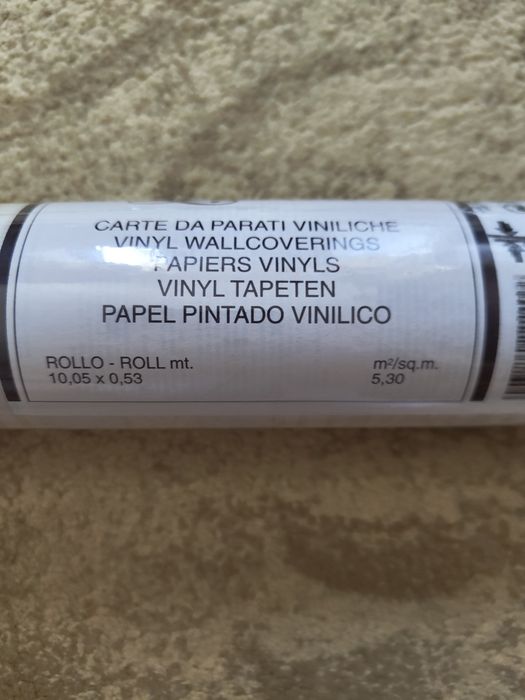 CARTE DA PARATI VINILICHE
VINYL WALLCOVERINGS
PAPIERS VINYLS
VINYL TAPETEN
PAPEL PINTADO VINILICO
ROLLO - ROLL mt.
10,05 x 0,53
m²/sq.m.
5,30